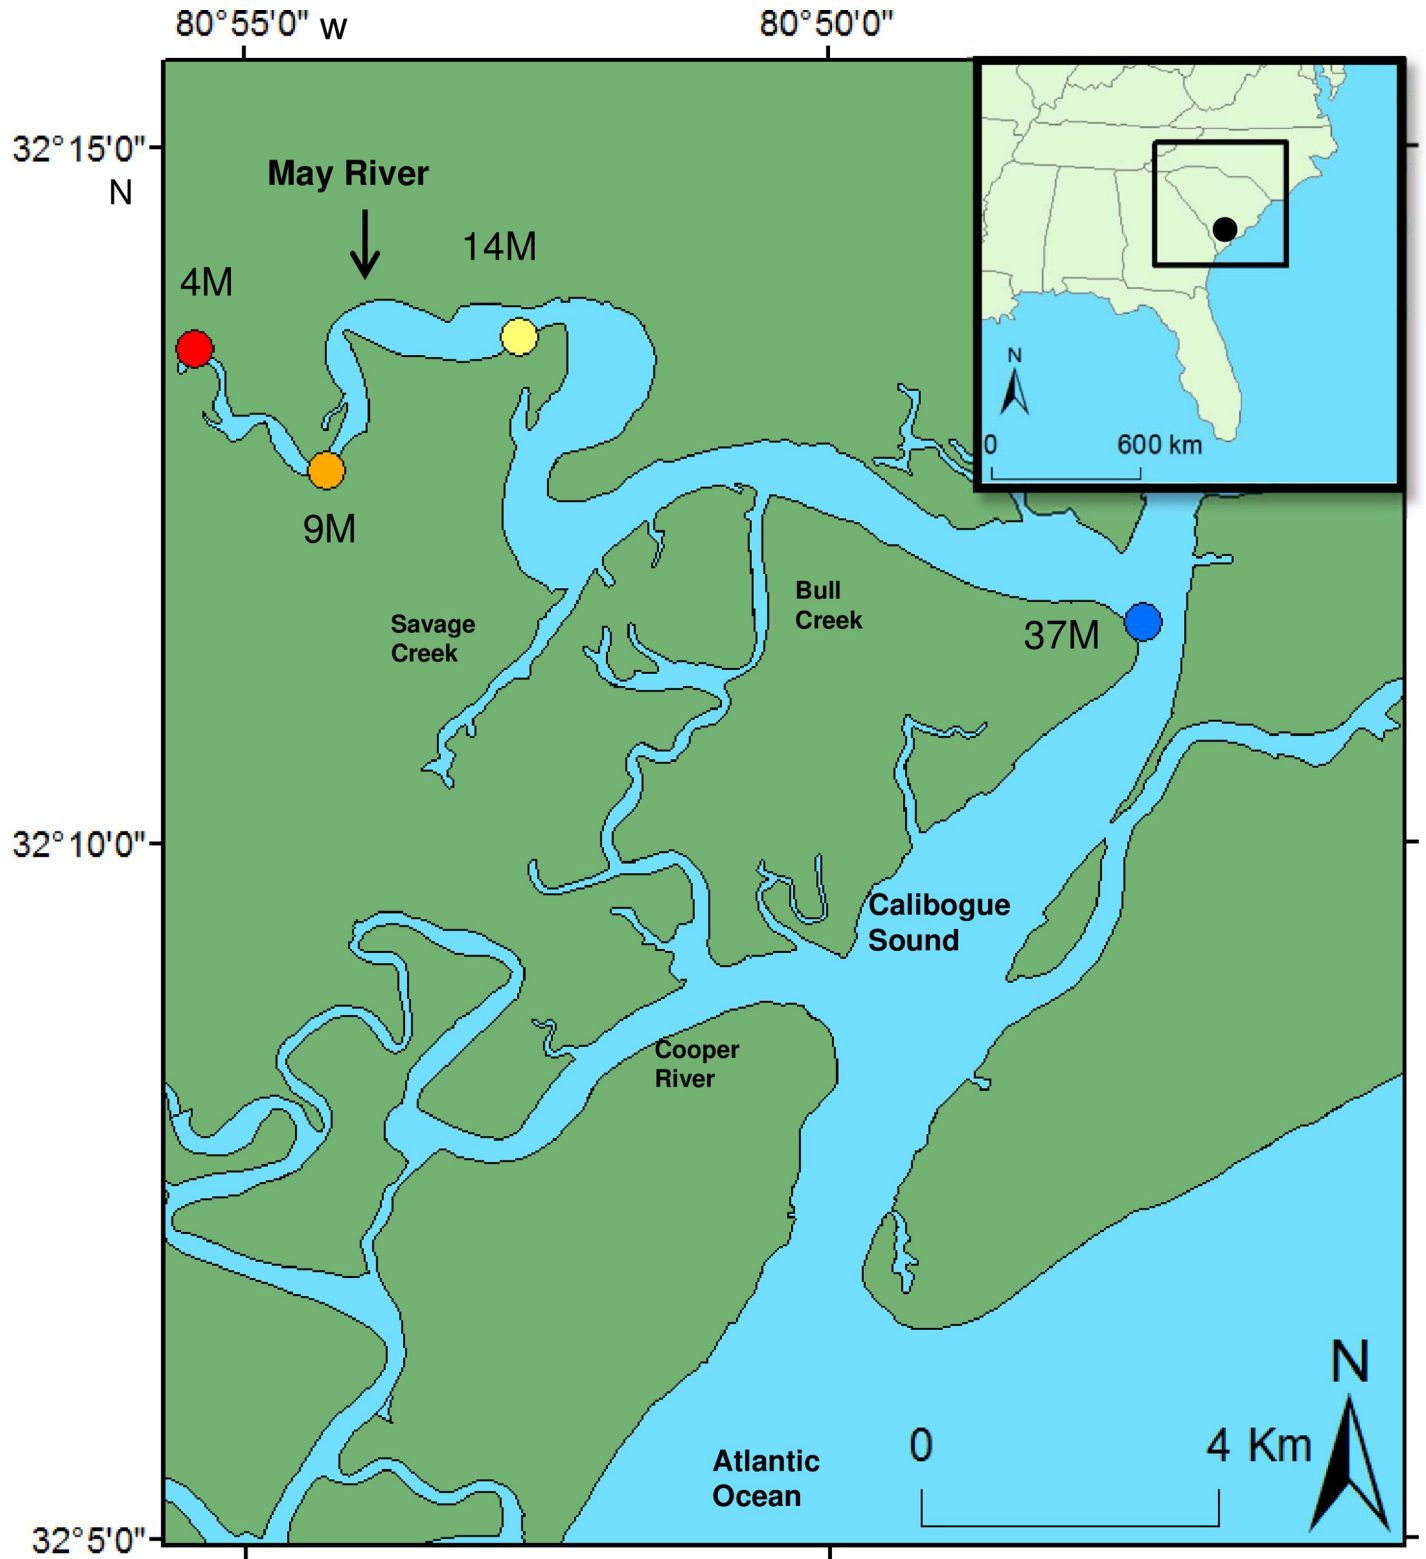 80°55'0" W
80°50'0"
32°15'0"
N
May River
14M
4M
9M
N
0
600 km
Bull
Creek
Savage
Creek
37M
32°10'0"
Calibogue
Sound
Cooper
River
N
0
4 Km
Atlantic
Ocean
32°5'0"